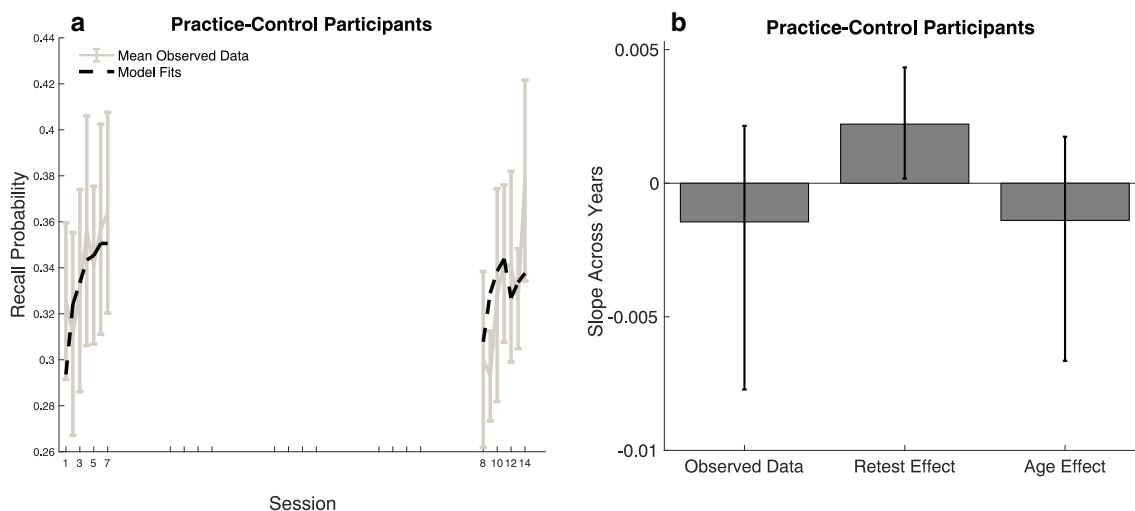 a
Practice-Control Participants
0.44
0.42
0.4
0.38
0.36
0.34
0.32
0.3
0.28
0.26
Recall Probability
Mean Observed Data
Model Fits
1 3 5 7
8 10 12 14
Session
b
Practice-Control Participants
0.005
0
-0.005
-0.01
Slope Across Years
Observed Data
Retest Effect
Age Effect